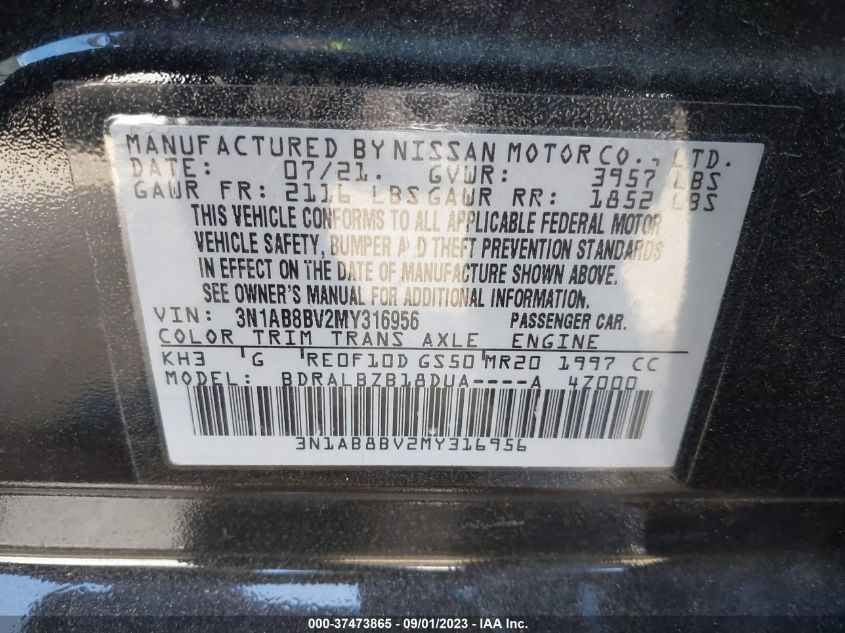 MANUFACTURED BY NISSAN MOTOR CO., LTD.
DATE: 07/21. GVWR: 3957 LBS
GAWR FR: 2116 LBS GAWR RR: 1852 LBS
THIS VEHICLE CONFORMS TO ALL APPLICABLE FEDERAL MOTOR
VEHICLE SAFETY, BUMPER AND THEFT PREVENTION STANDARDS
IN EFFECT ON THE DATE OF MANUFACTURE SHOWN ABOVE.
SEE OWNER'S MANUAL FOR ADDITIONAL INFORMATION.
VIN: 3N1AB8BV2MY316956 PASSENGER CAR.
COLOR TRIM TRANS AXLE ENGINE
KH3 G RE0F10D GS50 MR20 1997 CC
MODEL: BDRALBZB18DUA----A 47000
3N1AB8BV2MY316956
000-37473865 - 09/01/2023 - IAAI.COM